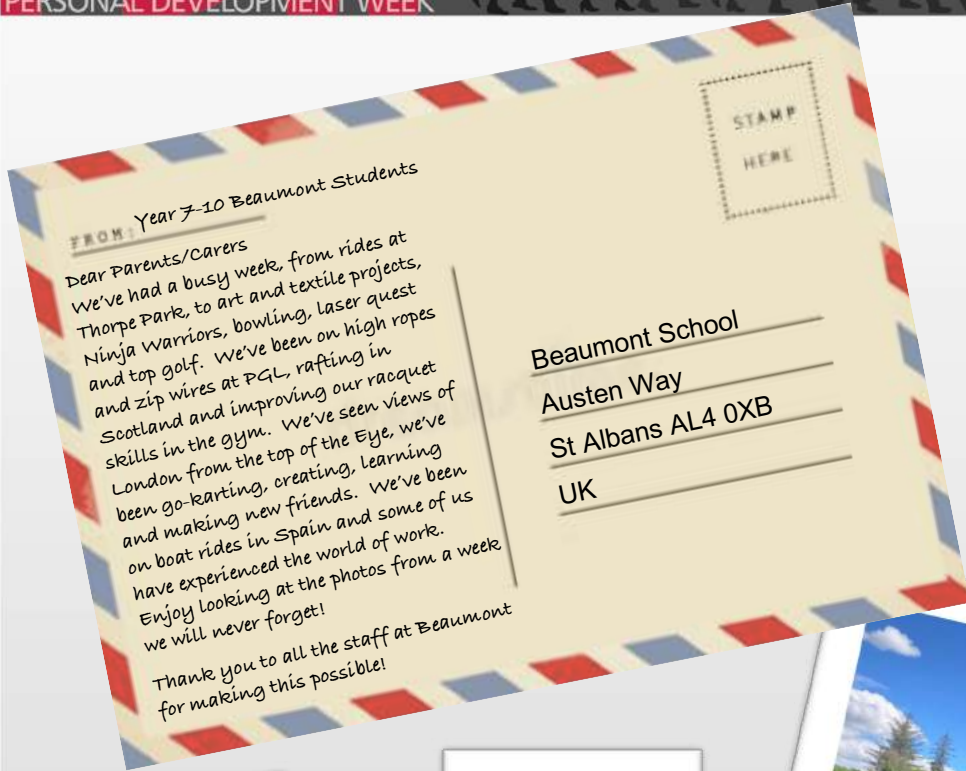 PERSONAL DEVELOPMENT WEEK
STAMP
HERE
FROM: Year 7-10 Beaumont Students
Dear Parents/Carers
We've had a busy week, from rides at
Thorpe Park, to art and textile projects,
Ninja Warriors, bowling, laser quest
and top golf. We've been on high ropes
and zip wires at PGL, rafting in
Scotland and improving our racquet
skills in the gym. We've seen views of
London from the top of the Eye, we've
been go-karting, creating, learning
and making new friends. We've been
on boat rides in Spain and some of us
have experienced the world of work.
Enjoy looking at the photos from a week
we will never forget!
Thank you to all the staff at Beaumont
for making this possible!
Beaumont School
Austen Way
St Albans AL4 0XB
UK